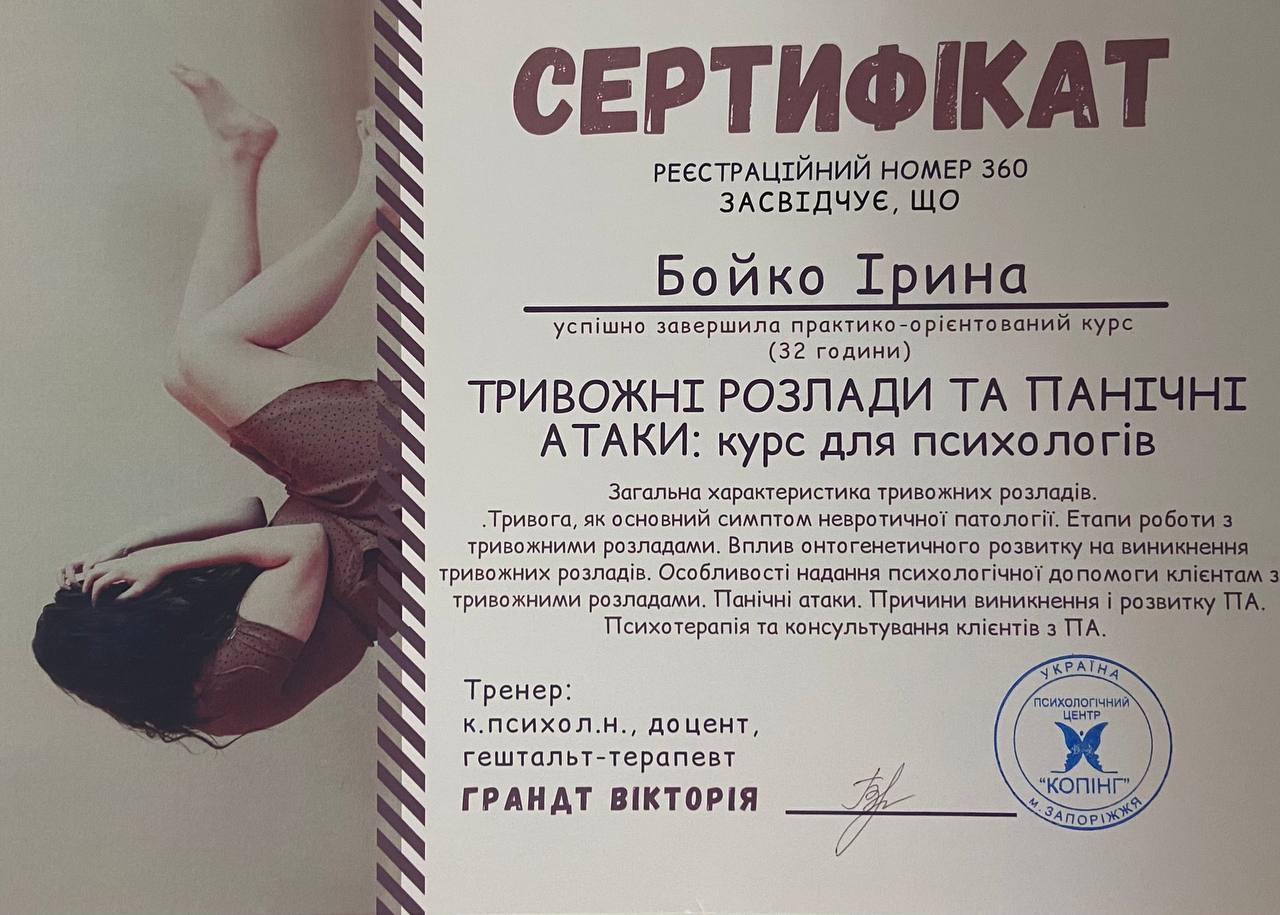 СЕРТИФІКАТ
РЕЄСТРАЦІЙНИЙ НОМЕР 360
ЗАСВІДЧУЄ, ЩО
Бойко Ірина
успішно завершила практико-орієнтований курс
(32 години)
ТРИВОЖНІ РОЗЛАДИ ТА ПАНІЧНІ
АТАКИ: курс для психологів
Загальна характеристика тривожних розладів.
.Тривога, як основний симптом невротичної патології. Етапи роботи з
тривожними розладами. Вплив онтогенетичного розвитку на виникнення
тривожних розладів. Особливості надання психологічної допомоги клієнтам з
тривожними розладами. Панічні атаки. Причини виникнення і розвитку ПА.
Психотерапія та консультування клієнтів з ПА.
Тренер:
к.психол.н., доцент,
гештальт-терапевт
ГРАНДТ ВІКТОРІЯ
УКРАЇНА
ПСИХОЛОГІЧНИЙ
ЦЕНТР
"КОПІНГ"
М. ЗАПОРІЖЖЯ